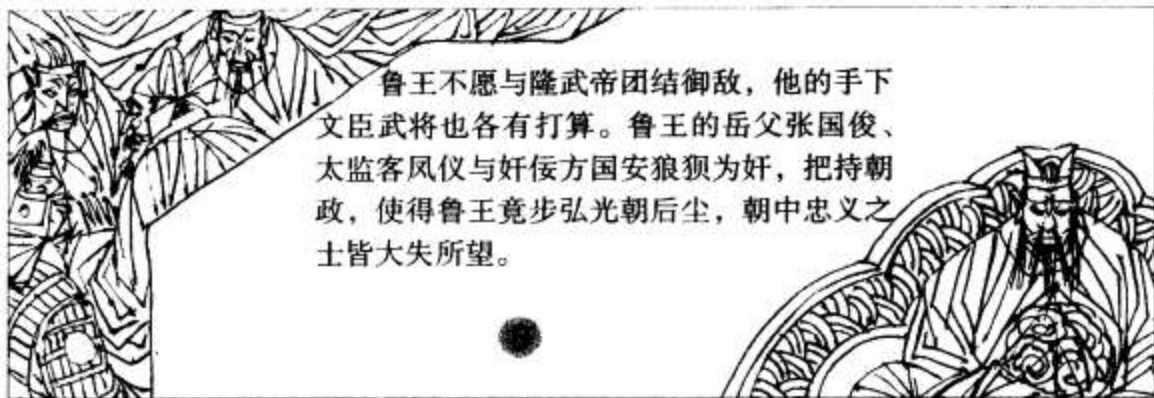 鲁王不愿与隆武帝团结御敌，他的手下
文臣武将也各有打算。鲁王的岳父张国俊、
太监客凤仪与奸佞方国安狼狈为奸，把持朝
政，使得鲁王竟步弘光朝后尘，朝中忠义之
士皆大失所望。